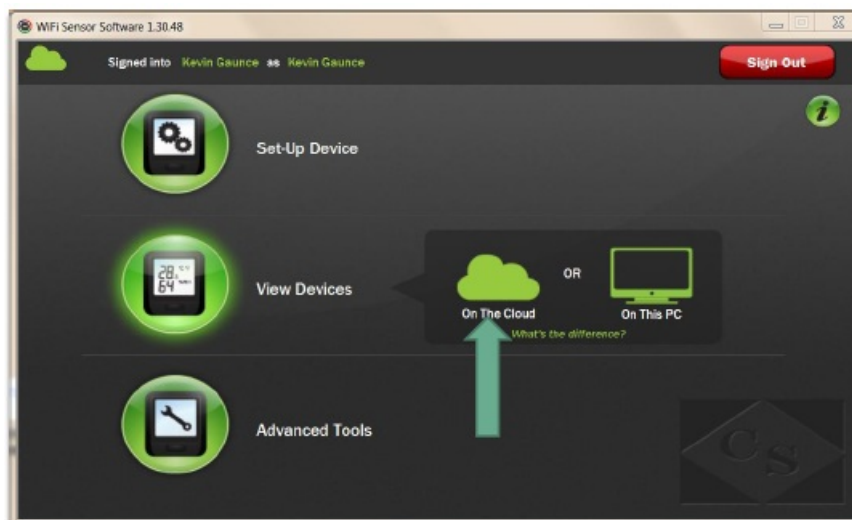 WiFi Sensor Software 1.30.48
Signed into Kevin Gaunce as Kevin Gaunce
Sign Out
i
Set-Up Device
View Devices
On The Cloud
OR
On This PC
What's the difference?
Advanced Tools
CS